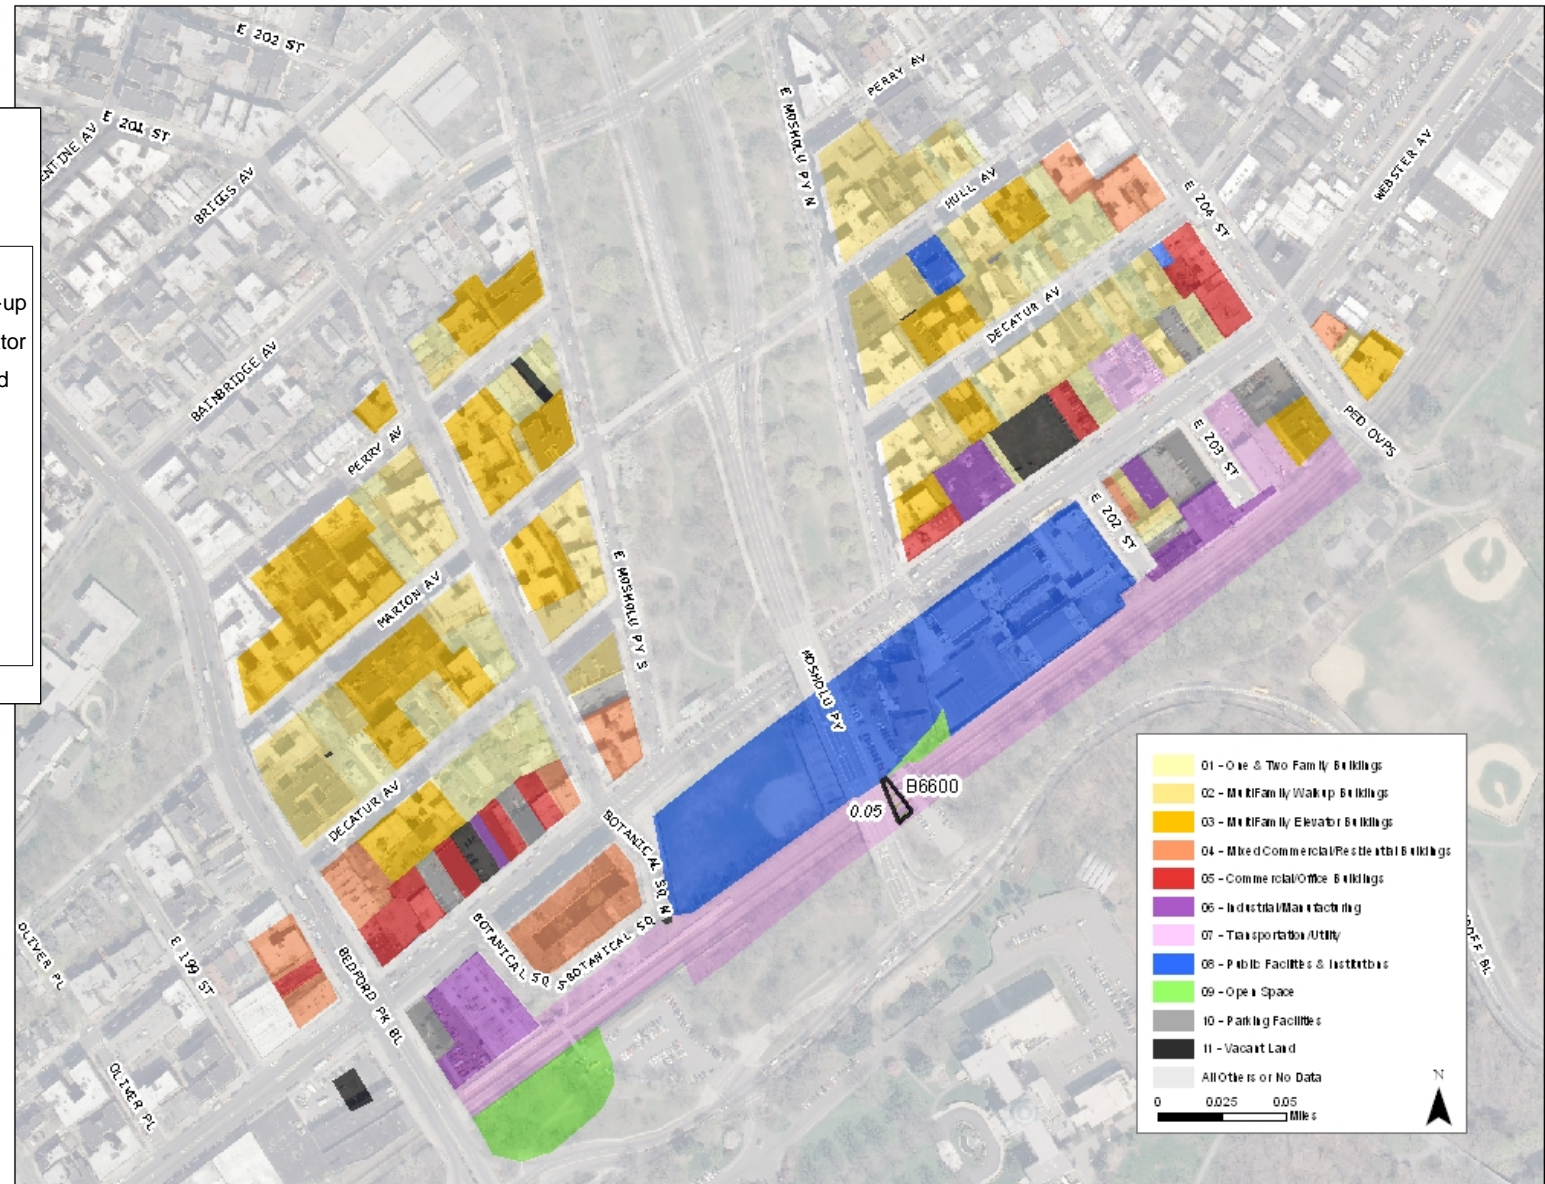 E 202 ST
E 201 ST
ENTINE AV
BRIGGS AV
BAINBRIDGE AV
PERRY AV
MARION AV
DECATUR AV
E MOSHOLU PY N
PERRY AV
HULL AV
DECATUR AV
E 204 ST
WEBSTER AV
PED OVPS
E 203 ST
E 202 ST
E MOSHOLU PY S
MOSHOLU PY
BOTANICAL SQ N
BOTANICAL SQ
S BOTANICAL SQ
BEDFORD PK BL
E 199 ST
OLIVER PL
OLIVER PL
B6600
0.05
-up
tor
d
01 - One & Two Family Buildings
02 - MultiFamily Walkup Buildings
03 - MultiFamily Elevator Buildings
04 - Mixed Commercial/Residential Buildings
05 - Commercial/Office Buildings
06 - Industrial/Manufacturing
07 - Transportation/Utility
08 - Public Facilities & Institutions
09 - Open Space
10 - Parking Facilities
11 - Vacant Land
All Others or No Data
N
0 0.025 0.05
Miles